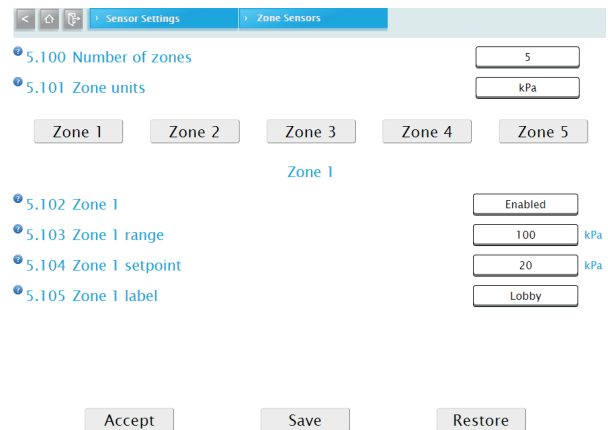 < Sensor Settings Zone Sensors
? 5.100 Number of zones 5
? 5.101 Zone units kPa
Zone 1 Zone 2 Zone 3 Zone 4 Zone 5
Zone 1
? 5.102 Zone 1 Enabled
? 5.103 Zone 1 range 100 kPa
? 5.104 Zone 1 setpoint 20 kPa
? 5.105 Zone 1 label Lobby
Accept Save Restore